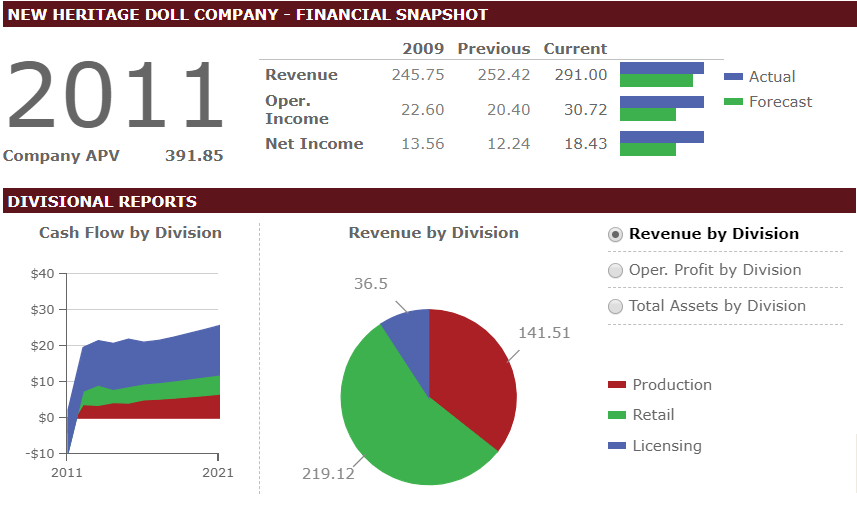 NEW HERITAGE DOLL COMPANY - FINANCIAL SNAPSHOT
2011
Company APV 391.85
2009 Previous Current
Revenue 245.75 252.42 291.00
Oper. Income 22.60 20.40 30.72
Net Income 13.56 12.24 18.43
Actual
Forecast
DIVISIONAL REPORTS
Cash Flow by Division
$40
$30
$20
$10
$0
-$10
2011 2021
Revenue by Division
36.5
141.51
219.12
Revenue by Division
Oper. Profit by Division
Total Assets by Division
Production
Retail
Licensing